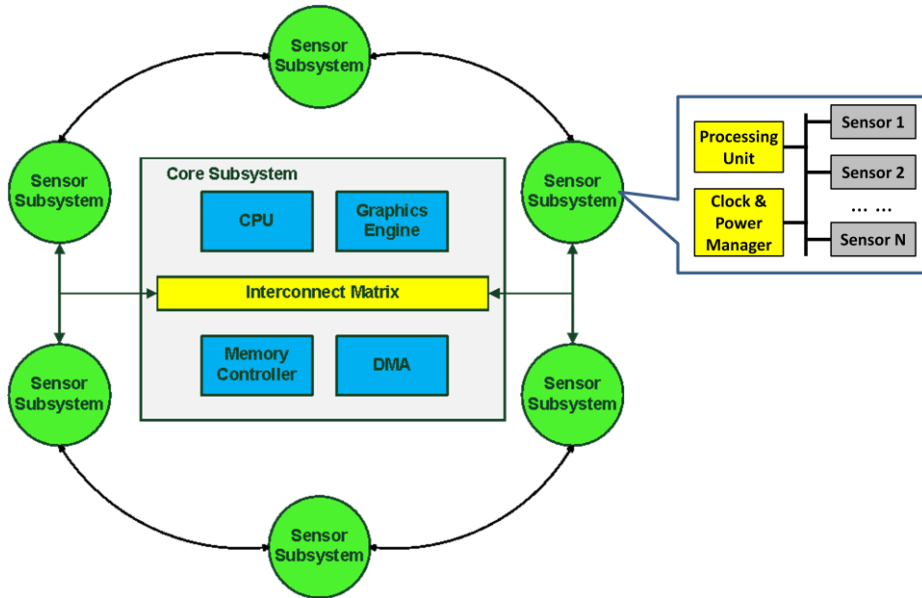 Sensor
Subsystem
Sensor
Subsystem
Sensor
Subsystem
Processing
Unit
Clock &
Power
Manager
Sensor 1
Sensor 2
... ...
Sensor N
Core Subsystem
CPU
Graphics
Engine
Interconnect Matrix
Memory
Controller
DMA
Sensor
Subsystem
Sensor
Subsystem
Sensor
Subsystem